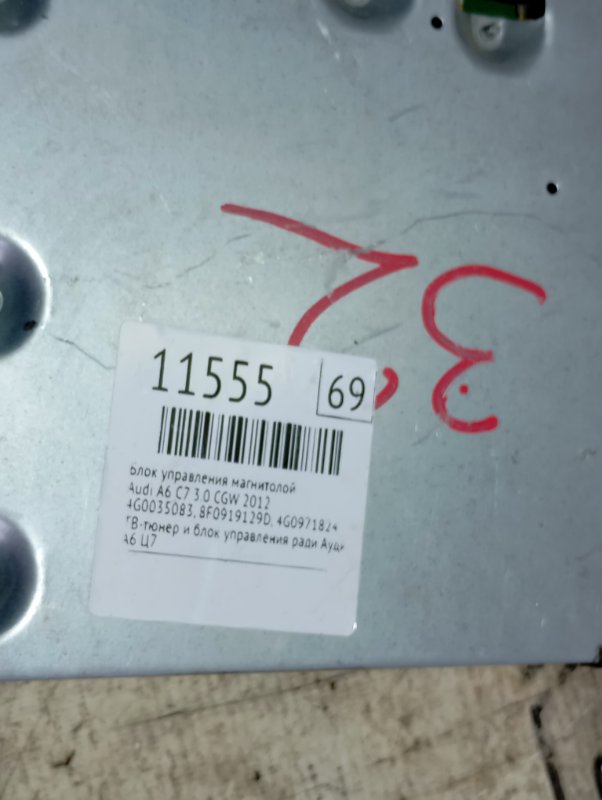 11555
69
Блок управления магнитолой
Audi A6 C7 3.0 CGW 2012
4G0035083, 8F0919129D, 4G0971824
ТВ-тюнер и блок управления ради Ауди
А6 Ц7